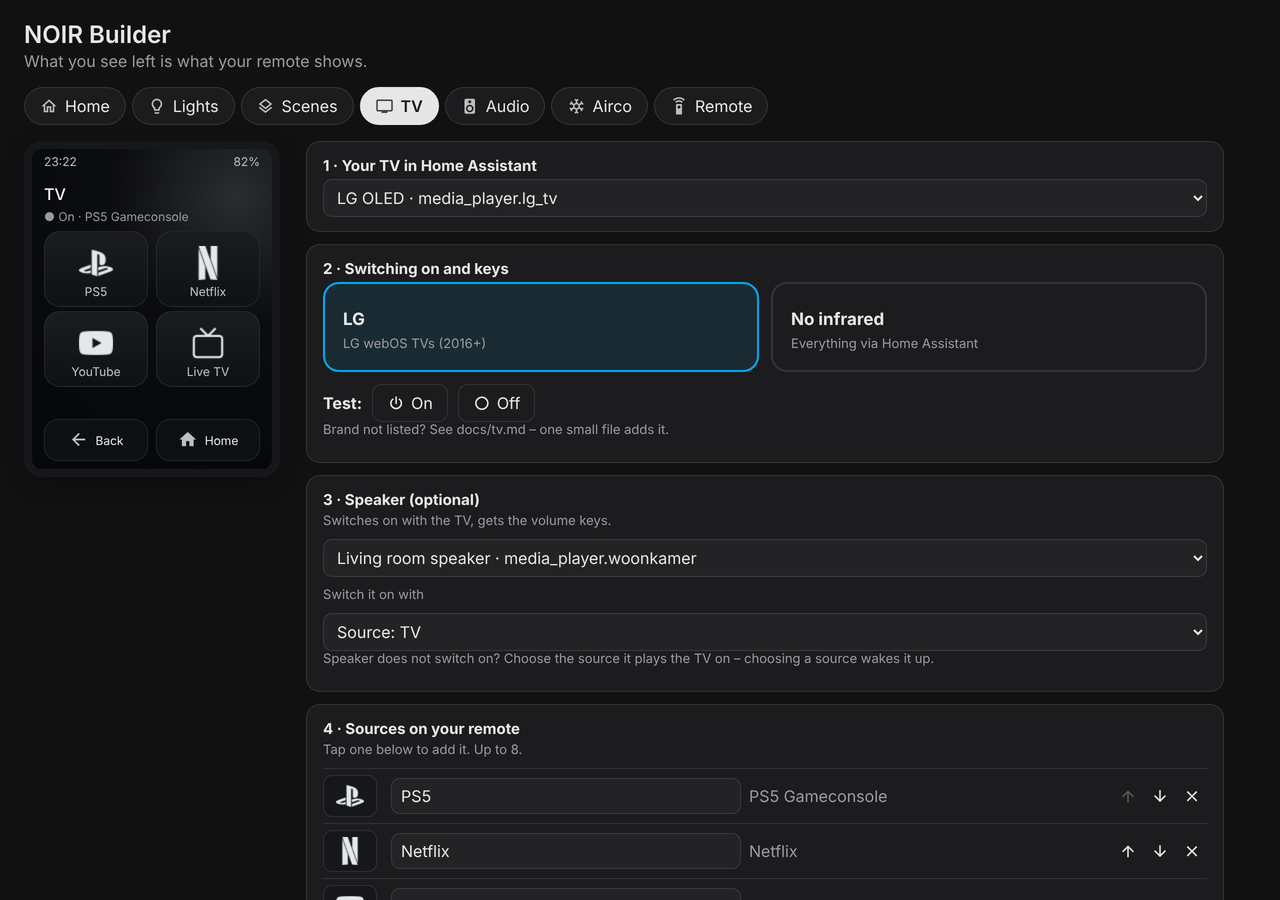 NOIR Builder
What you see left is what your remote shows.
Home Lights Scenes TV Audio Airco Remote
23:22 82%
TV
On · PS5 Gameconsole
PS5 Netflix
YouTube Live TV
Back Home
1 · Your TV in Home Assistant
LG OLED · media_player.lg_tv
2 · Switching on and keys
LG
LG webOS TVs (2016+)
No infrared
Everything via Home Assistant
Test: On Off
Brand not listed? See docs/tv.md – one small file adds it.
3 · Speaker (optional)
Switches on with the TV, gets the volume keys.
Living room speaker · media_player.woonkamer
Switch it on with
Source: TV
Speaker does not switch on? Choose the source it plays the TV on – choosing a source wakes it up.
4 · Sources on your remote
Tap one below to add it. Up to 8.
PS5 PS5 Gameconsole
Netflix Netflix